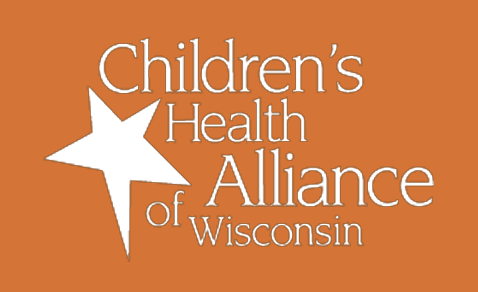 Children's
Health
Alliance
of Wisconsin